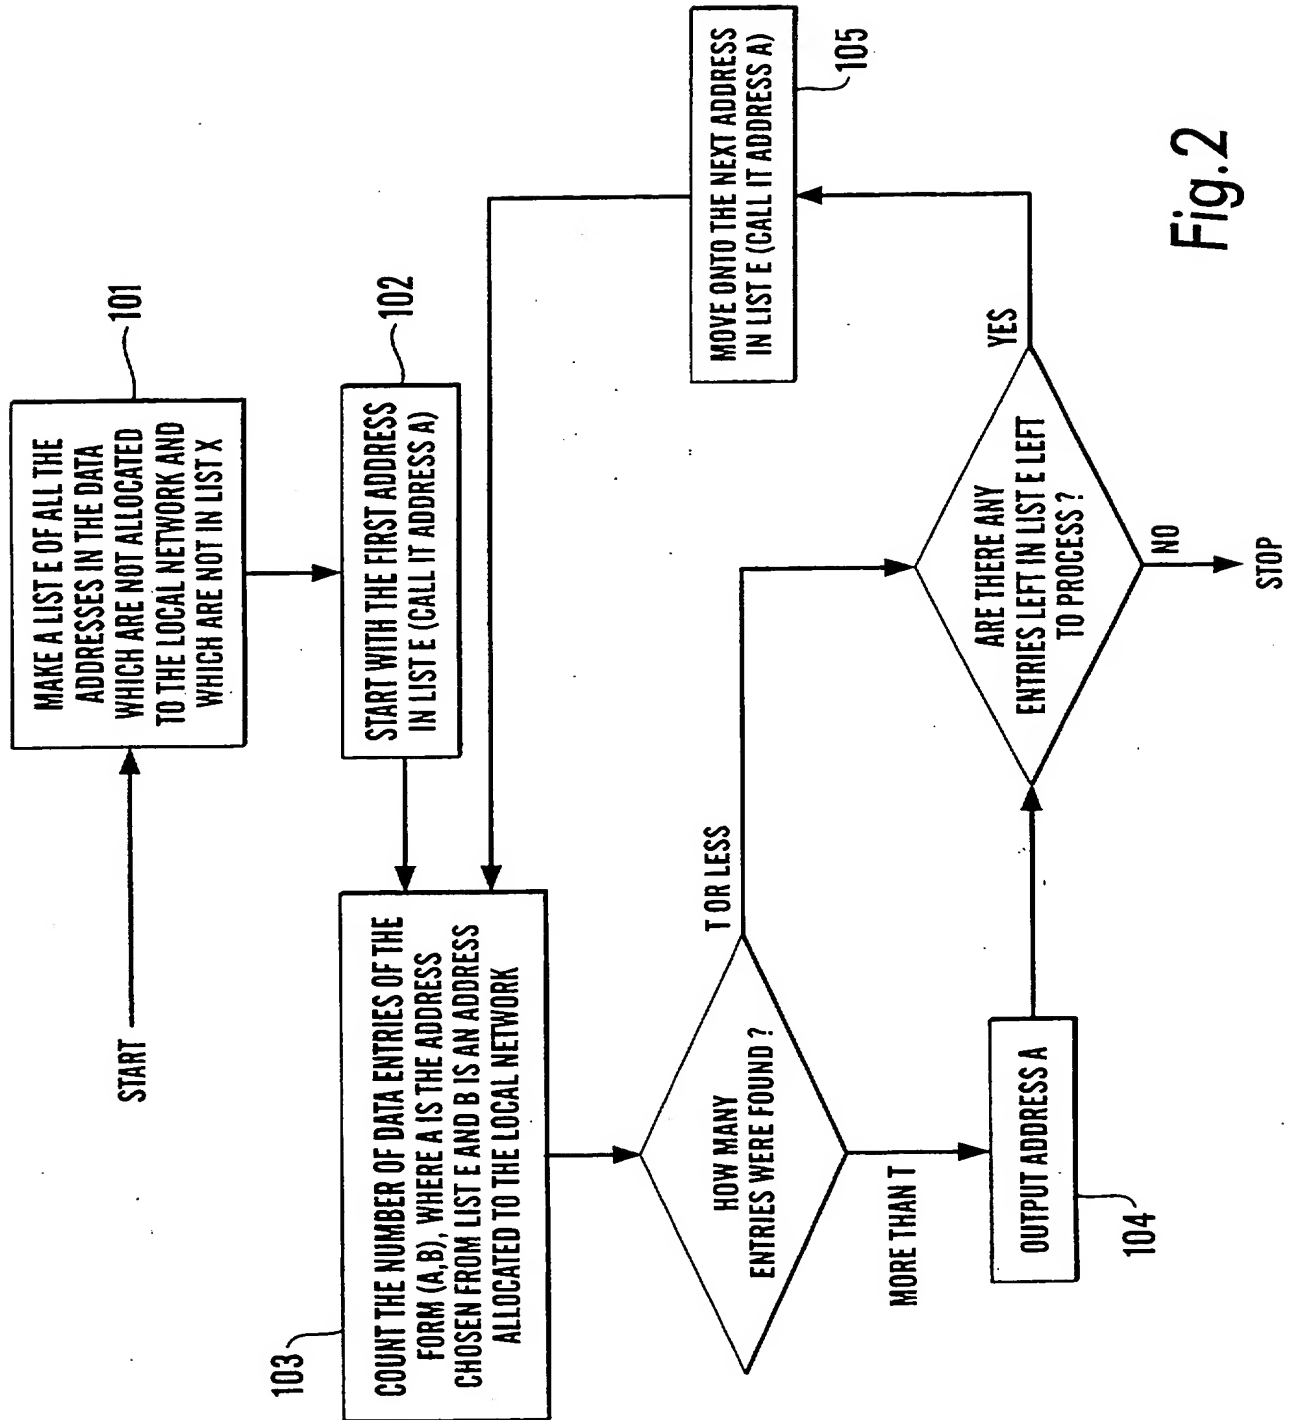 START
MAKE A LIST E OF ALL THE
ADDRESSES IN THE DATA
WHICH ARE NOT ALLOCATED
TO THE LOCAL NETWORK AND
WHICH ARE NOT IN LIST X
101
START WITH THE FIRST ADDRESS
IN LIST E (CALL IT ADDRESS A)
102
103
COUNT THE NUMBER OF DATA ENTRIES OF THE
FORM (A,B), WHERE A IS THE ADDRESS
CHOSEN FROM LIST E AND B IS AN ADDRESS
ALLOCATED TO THE LOCAL NETWORK
HOW MANY
ENTRIES WERE FOUND ?
T OR LESS
MORE THAN T
OUTPUT ADDRESS A
104
ARE THERE ANY
ENTRIES LEFT IN LIST E LEFT
TO PROCESS ?
YES
NO
STOP
MOVE ONTO THE NEXT ADDRESS
IN LIST E (CALL IT ADDRESS A)
105
Fig.2